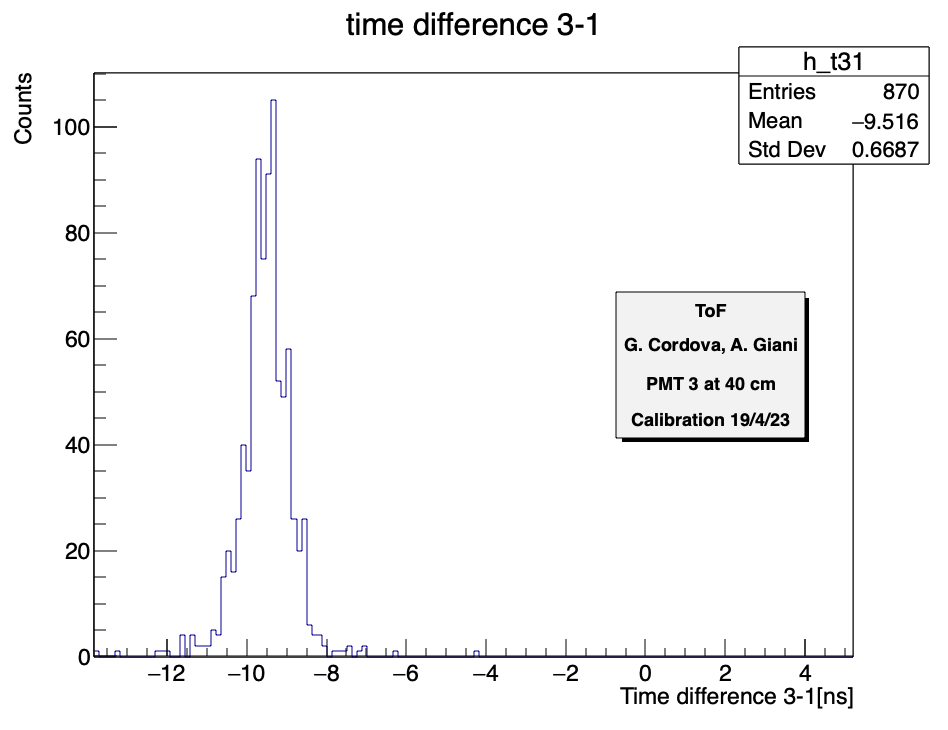 time difference 3-1
h_t31
Entries 870
Mean −9.516
Std Dev 0.6687
Counts
100
80
60
40
20
0
ToF
G. Cordova, A. Giani
PMT 3 at 40 cm
Calibration 19/4/23
−12 −10 −8 −6 −4 −2 0 2 4
Time difference 3-1[ns]